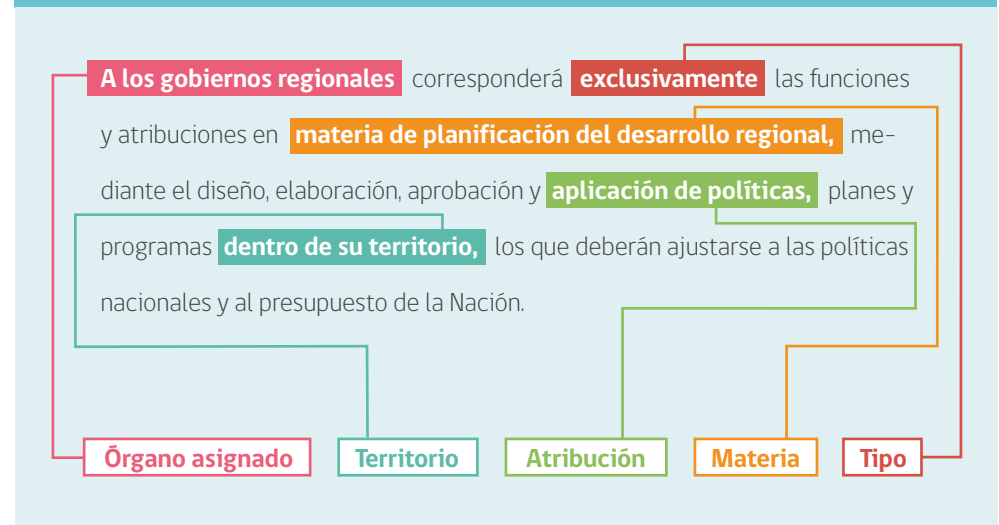 A los gobiernos regionales corresponderá exclusivamente las funciones
y atribuciones en materia de planificación del desarrollo regional, me-
diante el diseño, elaboración, aprobación y aplicación de políticas, planes y
programas dentro de su territorio, los que deberán ajustarse a las políticas
nacionales y al presupuesto de la Nación.
Órgano asignado Territorio Atribución Materia Tipo